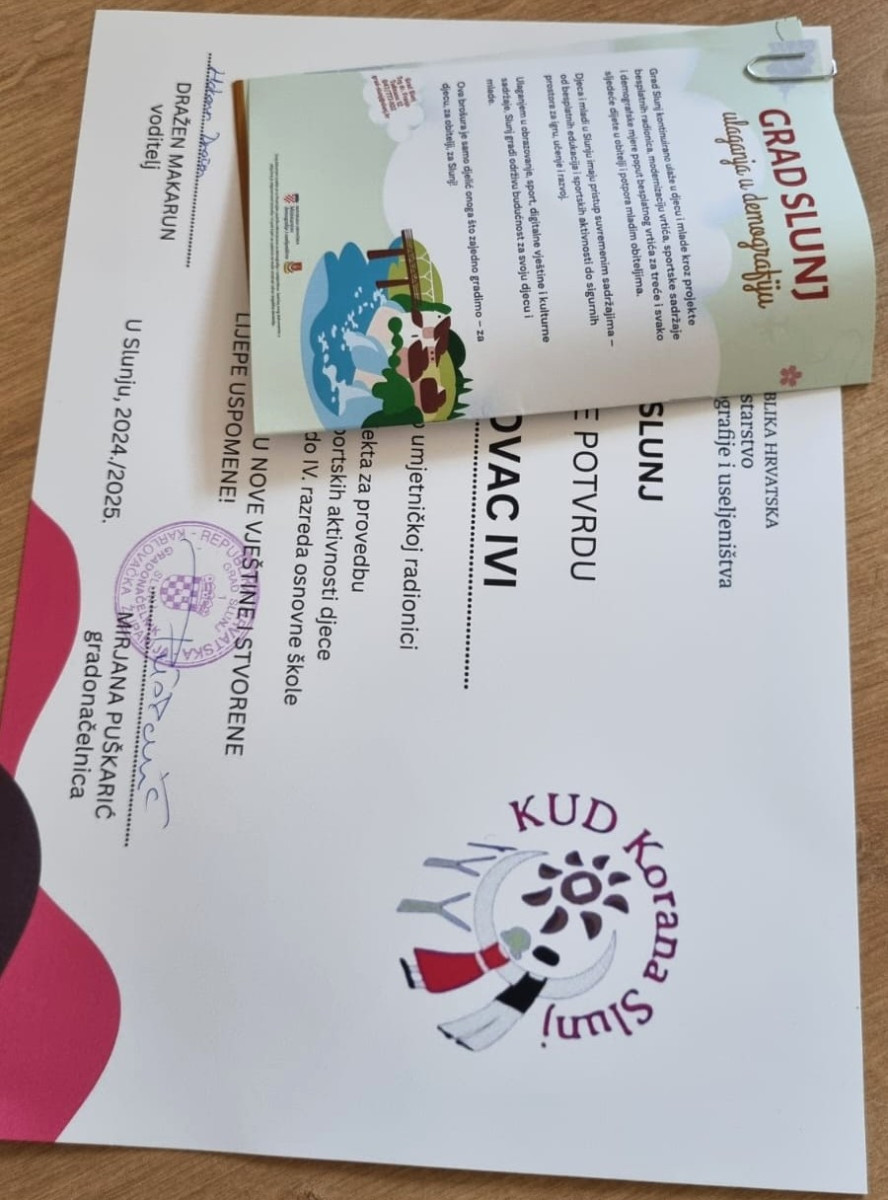 GRAD SLUNJ
ulaganja u demografiju
Grad Slunj kontinuirano ulaže u djecu i mlade kroz projekte
besplatnih radionica, modernizaciju vrtića, sportske sadržaje
i demografske mjere poput besplatnog vrtića za treće i svako
sljedeće dijete u obitelji i potpora mladim obiteljima.
Djeca i mladi u Slunju imaju pristup suvremenim sadržajima –
od besplatnih edukacija i sportskih aktivnosti do sigurnih
prostora za igru, učenje i razvoj.
Ulaganjem u obrazovanje, sport, digitalne vještine i kulturne
sadržaje, Slunj gradi održivu budućnost za svoju djecu i
mlade.
Ova brošura je samo djelić onoga što zajedno gradimo – za
djecu, za obitelji, za Slunj!
Grad Slunj
BLIKA HRVATSKA
starstvo
ografije i useljeništva
SLUNJ
E POTVRDU
OVAC IVI
umjetničkoj radionici
ekta za provedbu
portskih aktivnosti djece
do IV. razreda osnovne škole
U NOVE VJEŠTINE I STVORENE
LIJEPE USPOMENE!
DRAŽEN MAKARUN
voditelj
U Slunju, 2024./2025.
MIRJANA PUŠKARIĆ
gradonačelnica
KUD Korana Slunj